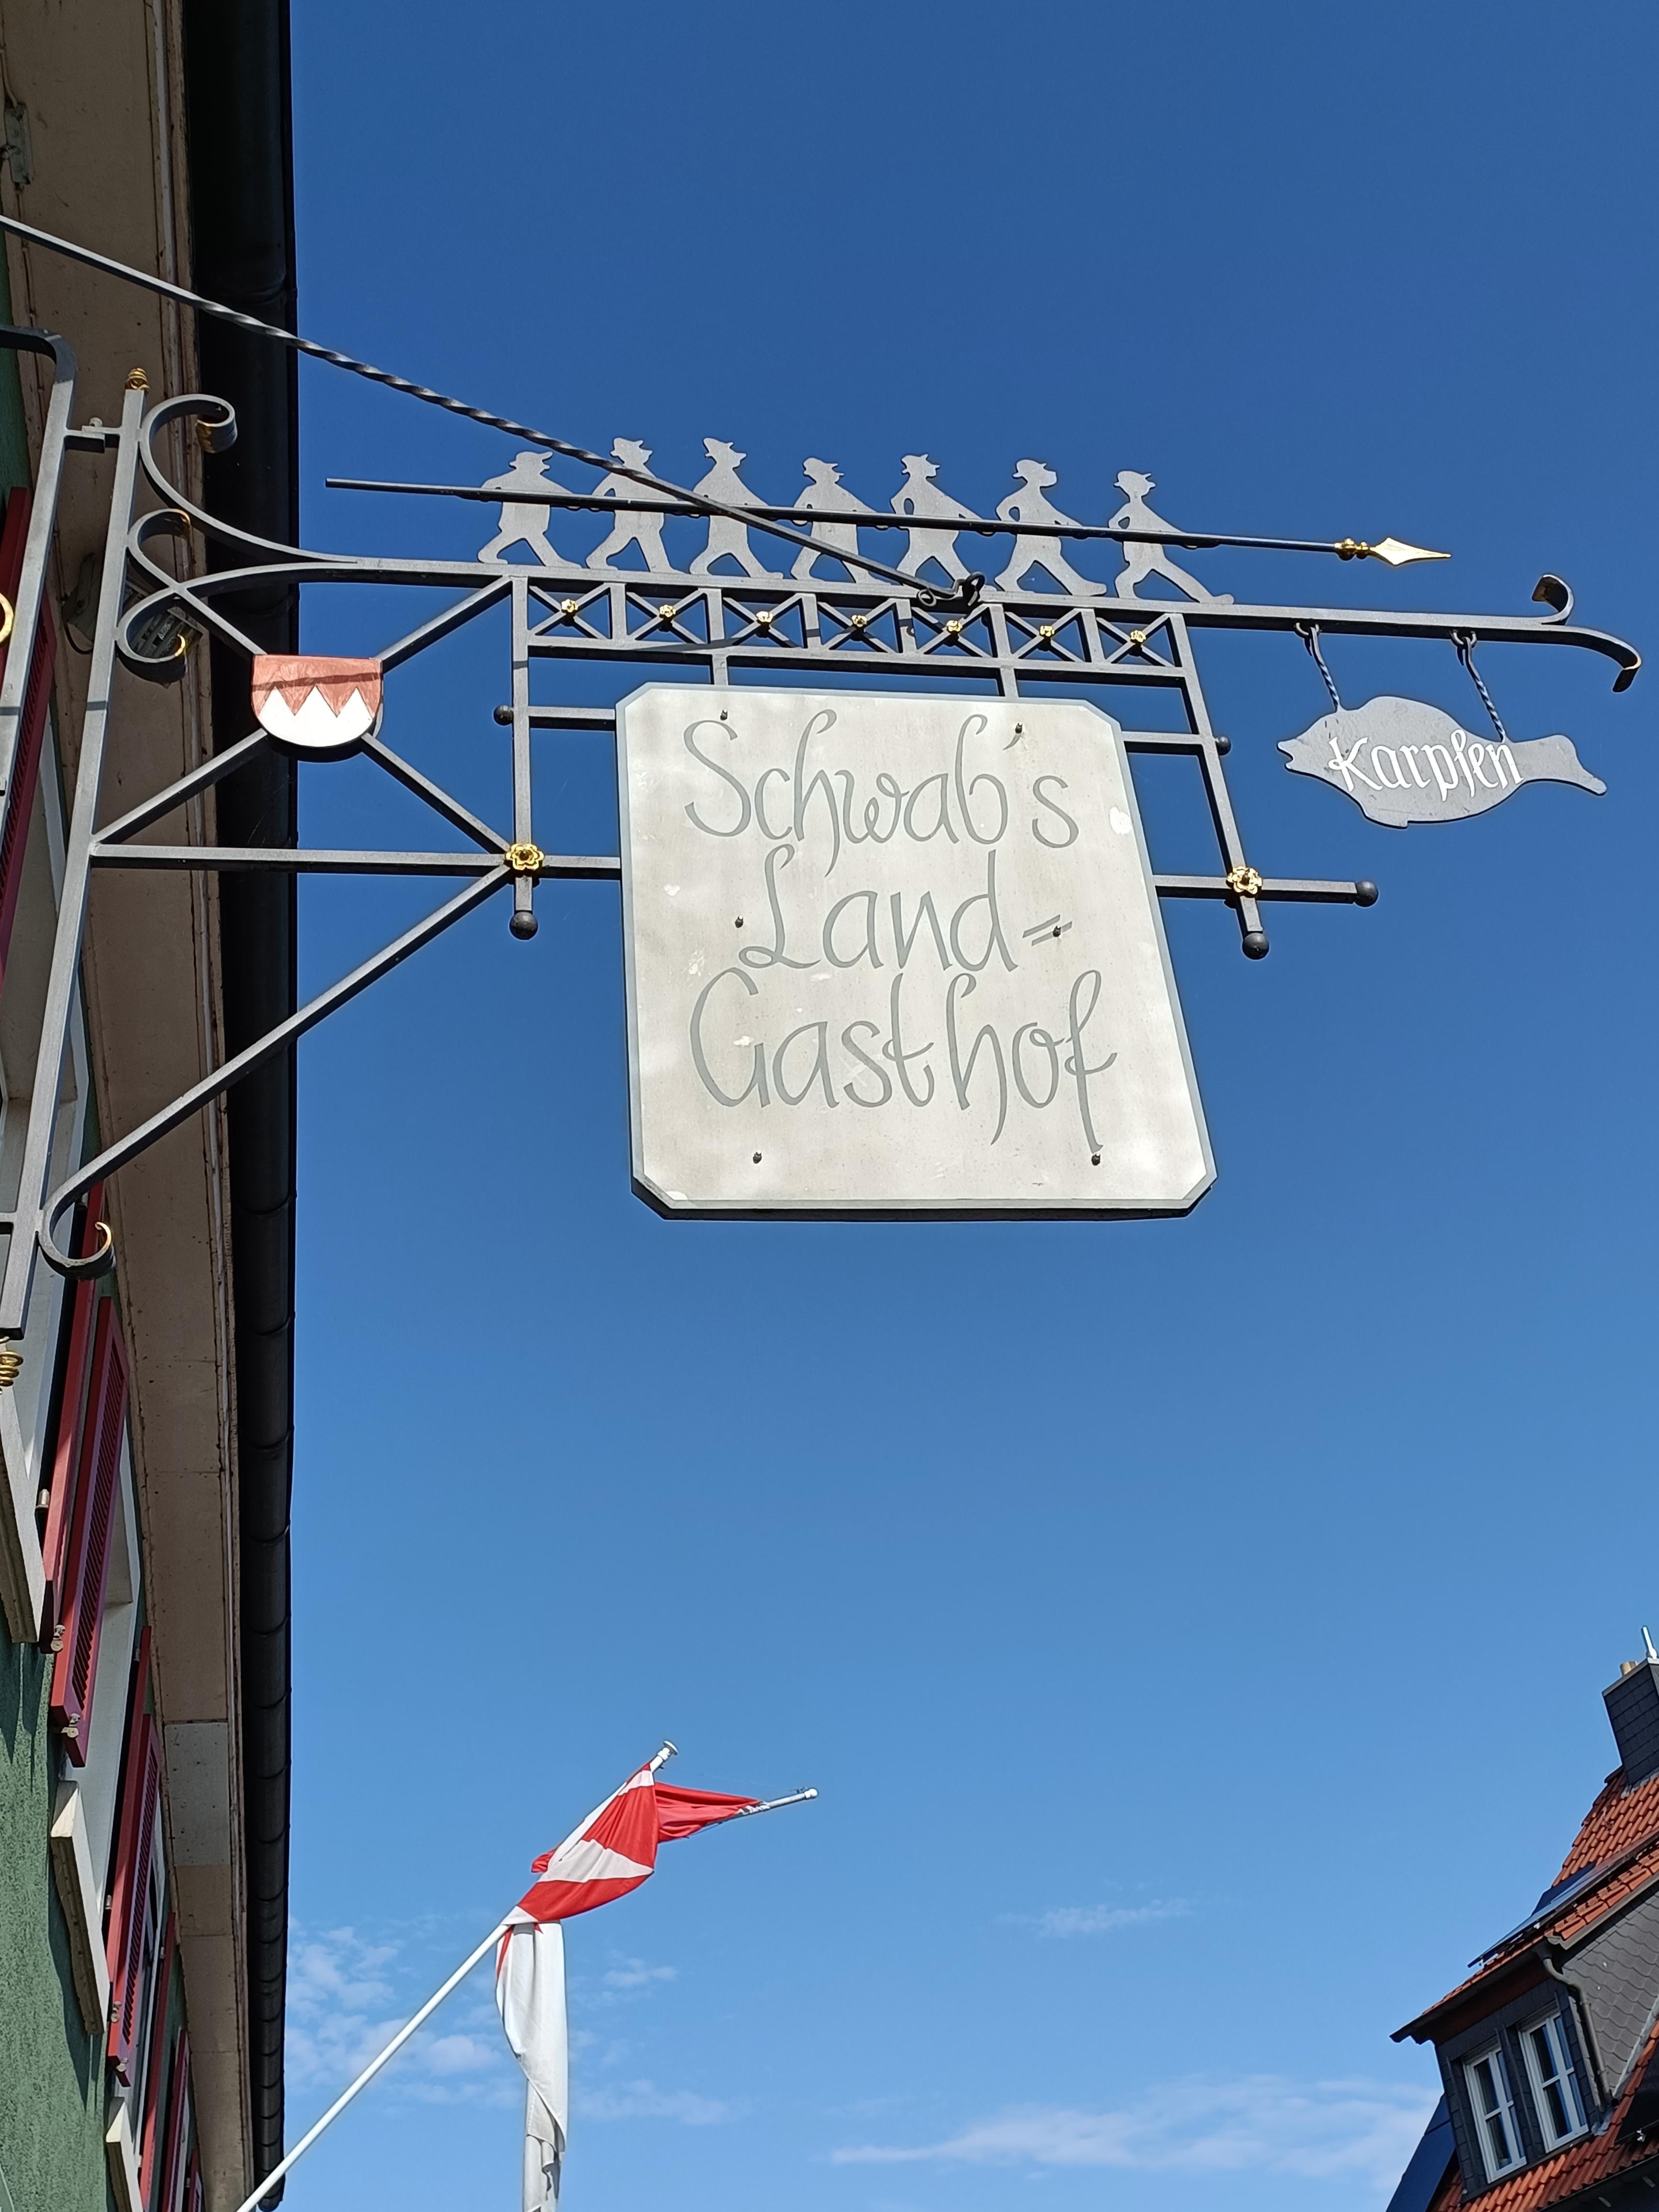 Schwab's
Land=
Gasthof
Karpfen